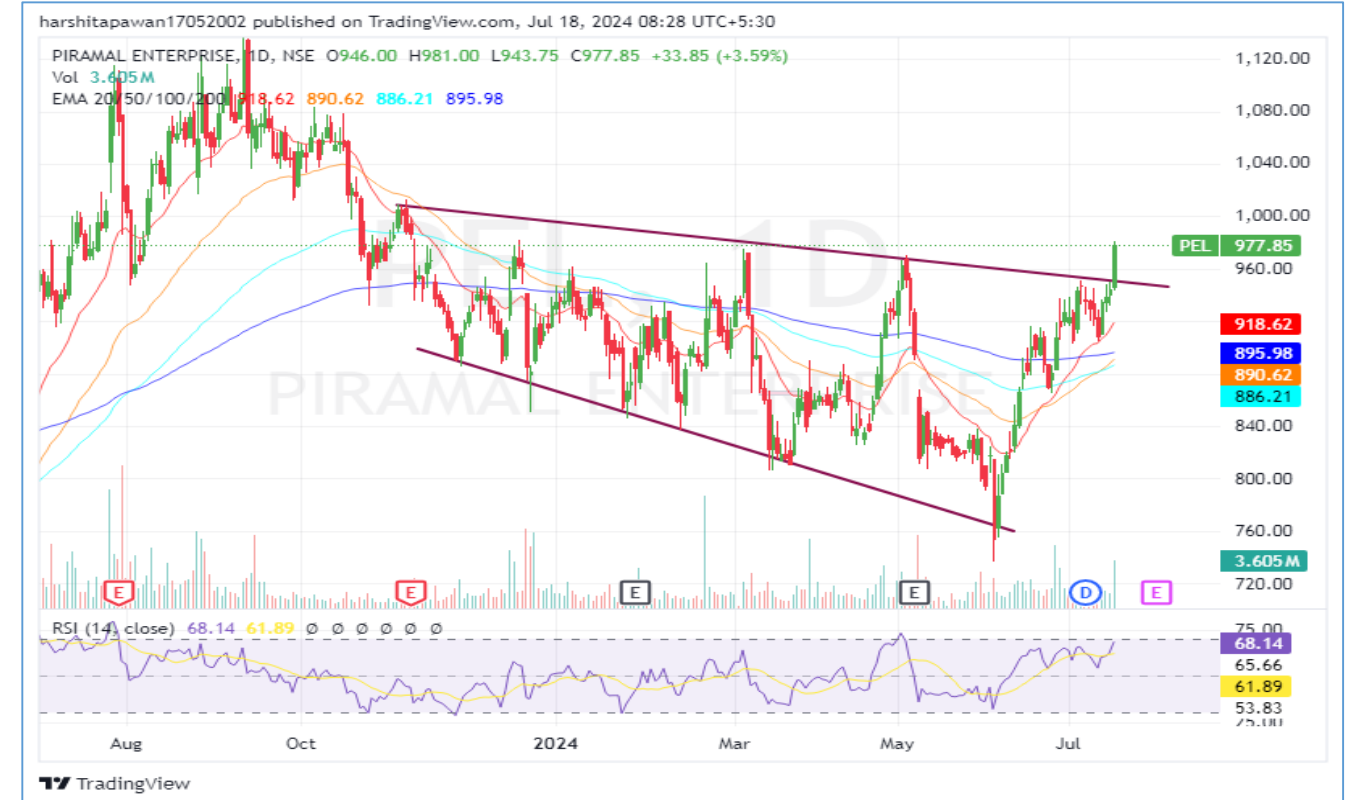 harshitapawan17052002 published on TradingView.com, Jul 18, 2024 08:28 UTC+5:30
PIRAMAL ENTERPRISE, 1D, NSE O946.00 H981.00 L943.75 C977.85 +33.85 (+3.59%)
Vol 3.605M
EMA 20/50/100/200 918.62 890.62 886.21 895.98
1,120.00
1,080.00
1,040.00
1,000.00
PEL 977.85
960.00
918.62
895.98
890.62
886.21
840.00
800.00
760.00
3.605M
720.00
PEL, 1D
PIRAMAL ENTERPRISE
E E E E D E
RSI (14, close) 68.14 61.89 Ø Ø Ø Ø Ø Ø
75.00
68.14
65.66
61.89
53.83
25.00
Aug Oct 2024 Mar May Jul
TradingView